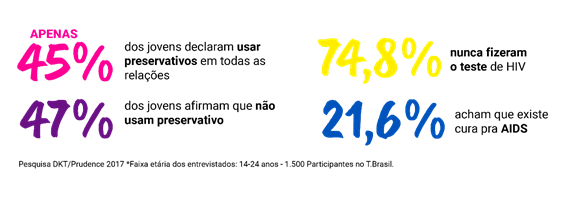 APENAS
45%
dos jovens declaram usar
preservativos em todas as
relações
74,8%
nunca fizeram
o teste de HIV
47%
dos jovens afirmam que não
usam preservativo
21,6%
acham que existe
cura pra AIDS
Pesquisa DKT/Prudence 2017 *Faixa etária dos entrevistados: 14-24 anos - 1.500 Participantes no T.Brasil.